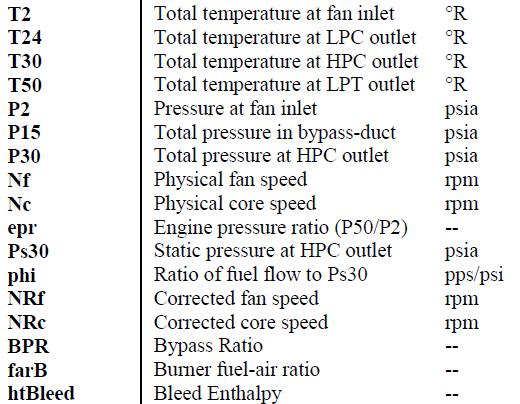 T2 Total temperature at fan inlet °R
T24 Total temperature at LPC outlet °R
T30 Total temperature at HPC outlet °R
T50 Total temperature at LPT outlet °R
P2 Pressure at fan inlet psia
P15 Total pressure in bypass-duct psia
P30 Total pressure at HPC outlet psia
Nf Physical fan speed rpm
Nc Physical core speed rpm
epr Engine pressure ratio (P50/P2) --
Ps30 Static pressure at HPC outlet psia
phi Ratio of fuel flow to Ps30 pps/psi
NRf Corrected fan speed rpm
NRc Corrected core speed rpm
BPR Bypass Ratio --
farB Burner fuel-air ratio --
htBleed Bleed Enthalpy --